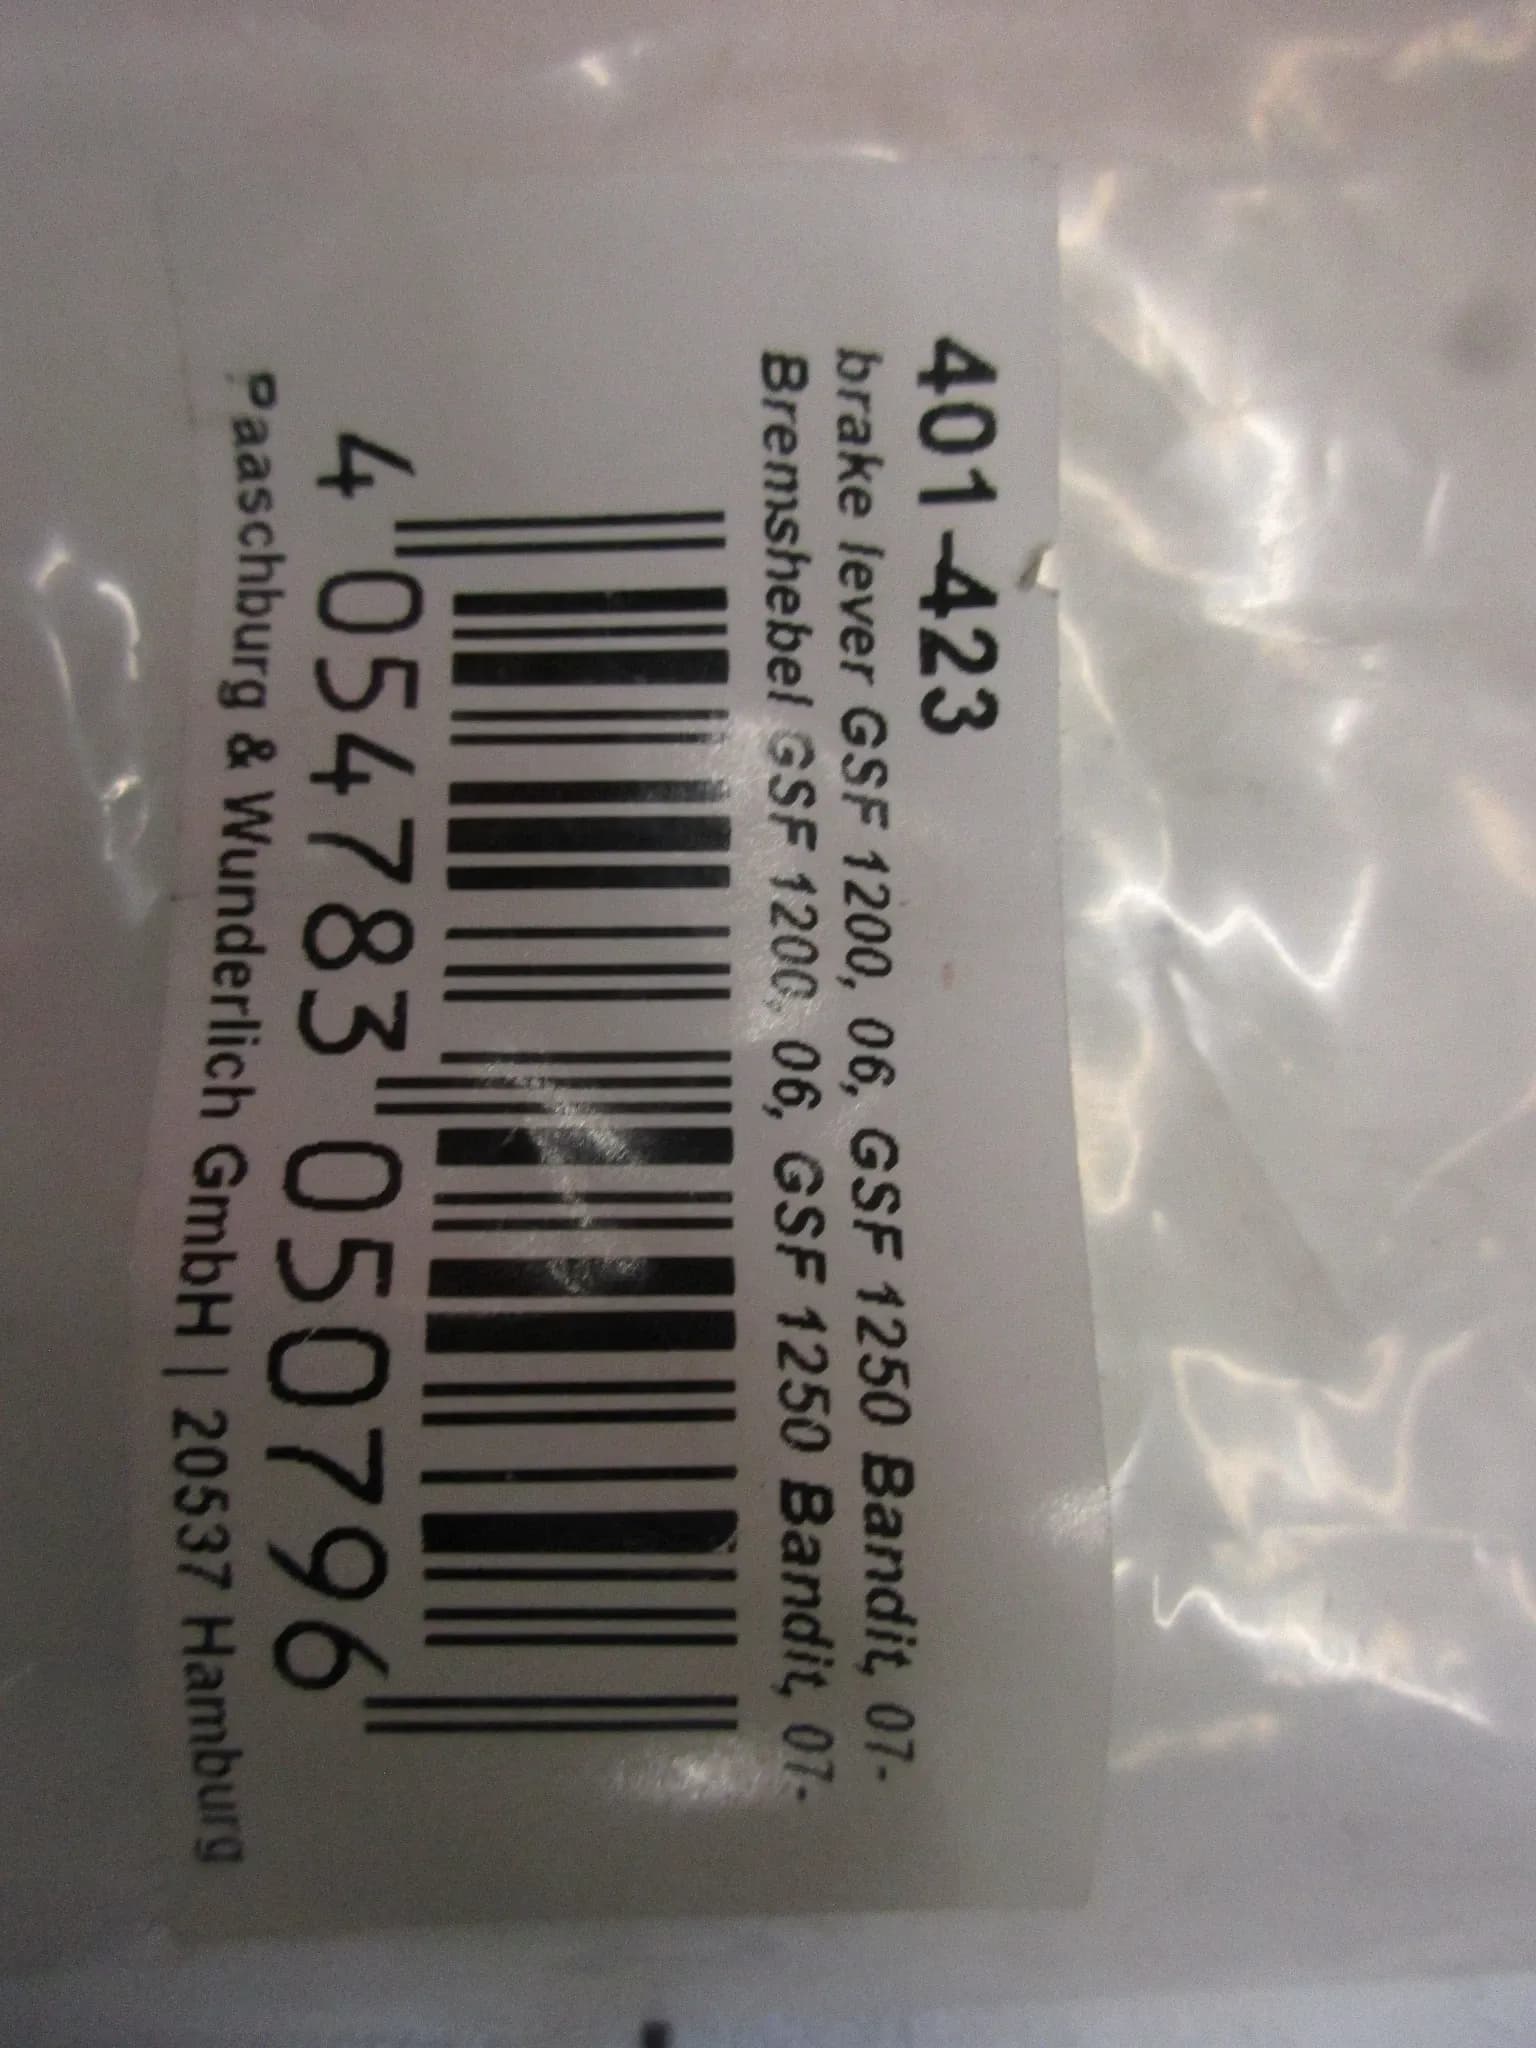 401-423
brake lever GSF 1200, 06, GSF 1250 Bandit, 07-
Bremshebel GSF 1200, 06, GSF 1250 Bandit, 07-
4 054783 050796
Paaschburg & Wunderlich GmbH | 20537 Hamburg